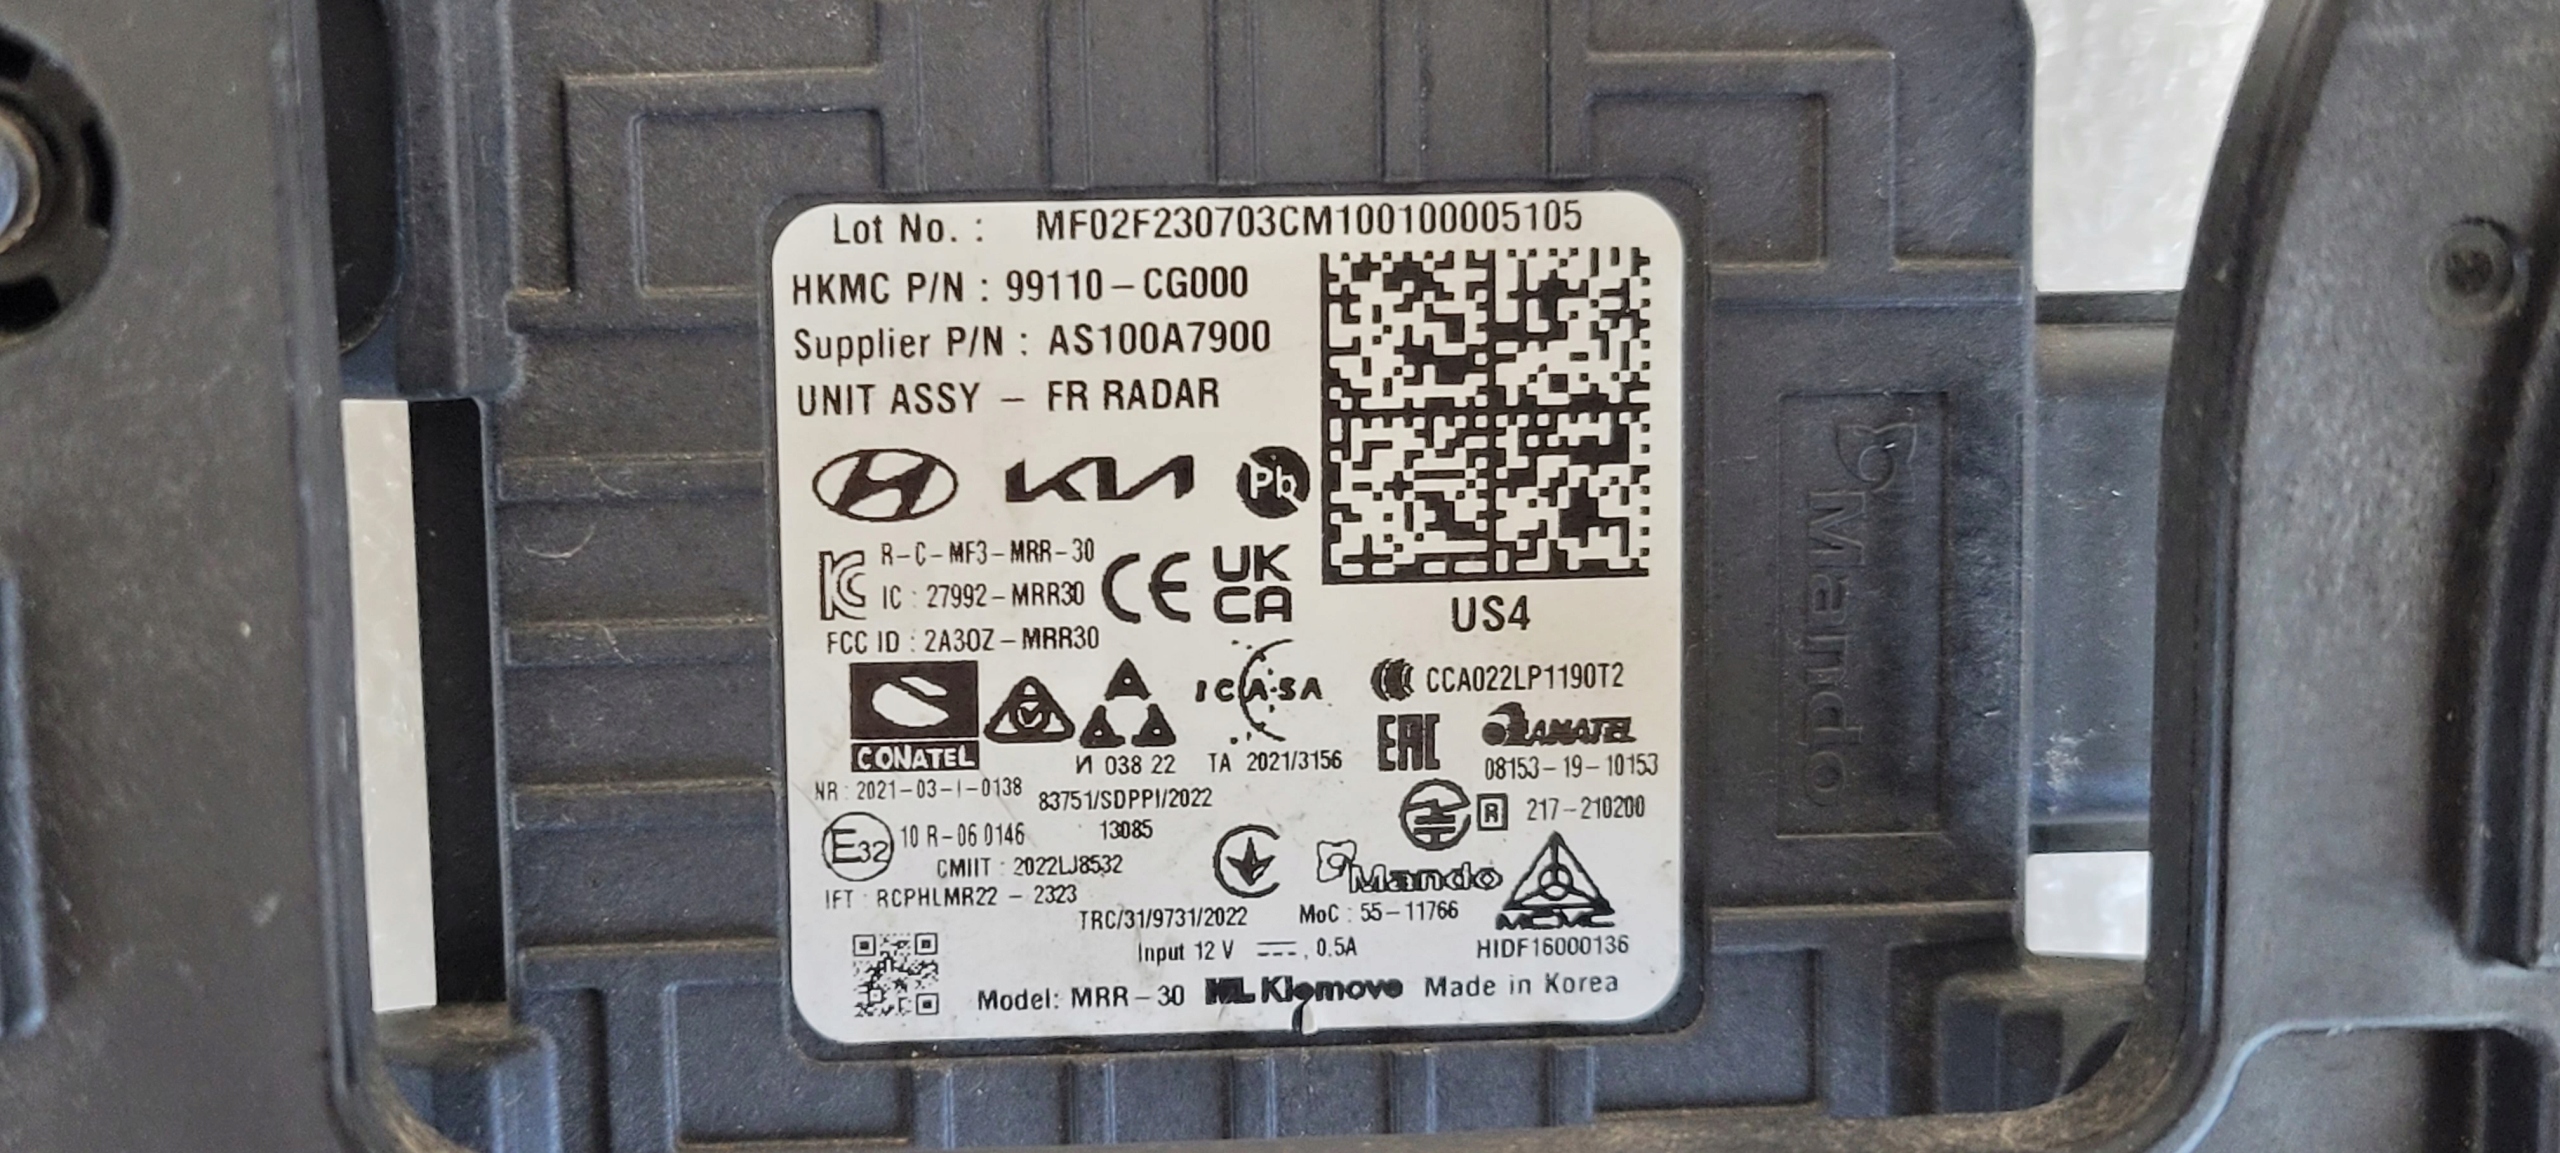 Lot No. : MF02F230703CM100100005105
HKMC P/N : 99110-CG000
Supplier P/N : AS100A7900
UNIT ASSY - FR RADAR
KIA Pb
R-C-MF3-MRR-30
IC : 27992-MRR30
CE UK CA
FCC ID : 2A3OZ-MRR30
US4
CONATEL
ICASA
CCA022LP1190T2
EAC
RAMATEL
И 038 22
TA 2021/3156
08153-19-10153
NR : 2021-03-I-0138
83751/SDPPI/2022
13085
R 217-210200
E32 10 R-06 0146
CMIIT : 2022LJ8532
Mando
IFT : RCPHLMR22 - 2323
TRC/31/9731/2022
MoC : 55-11766
MCMC
HIDF16000136
Input 12 V ⎓, 0.5A
Model: MRR-30 HL Klemove Made in Korea
Mando